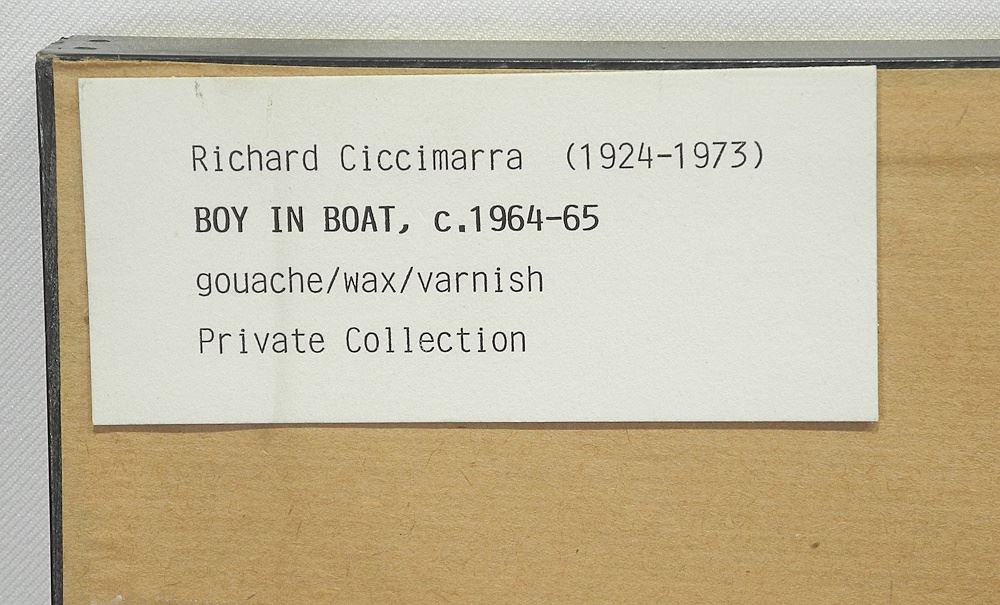 Richard Ciccimarra (1924-1973)
BOY IN BOAT, c.1964-65
gouache/wax/varnish
Private Collection